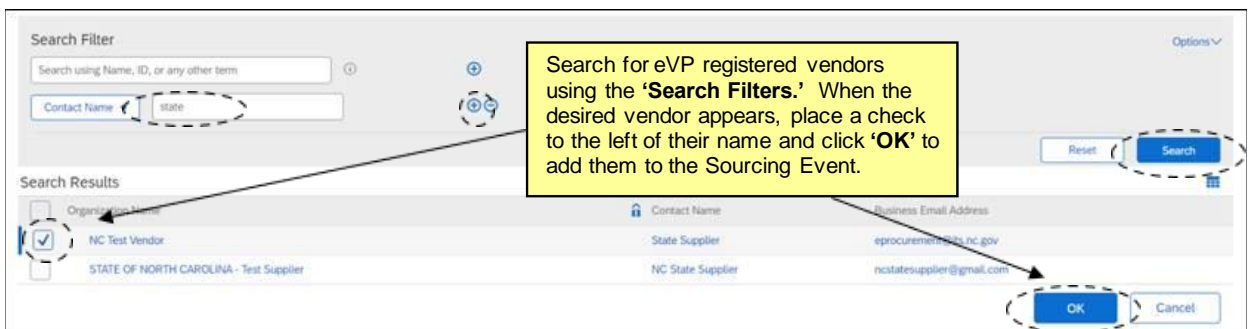 Search Filter
Options
Search using Name, ID, or any other term
Contact Name
state
Search for eVP registered vendors
using the ‘Search Filters.’ When the
desired vendor appears, place a check
to the left of their name and click ‘OK’ to
add them to the Sourcing Event.
Reset
Search
Search Results
Organization Name Contact Name Business Email Address
NC Test Vendor State Supplier eprocurement@its.nc.gov
STATE OF NORTH CAROLINA - Test Supplier NC State Supplier ncstatesupplier@gmail.com
OK Cancel